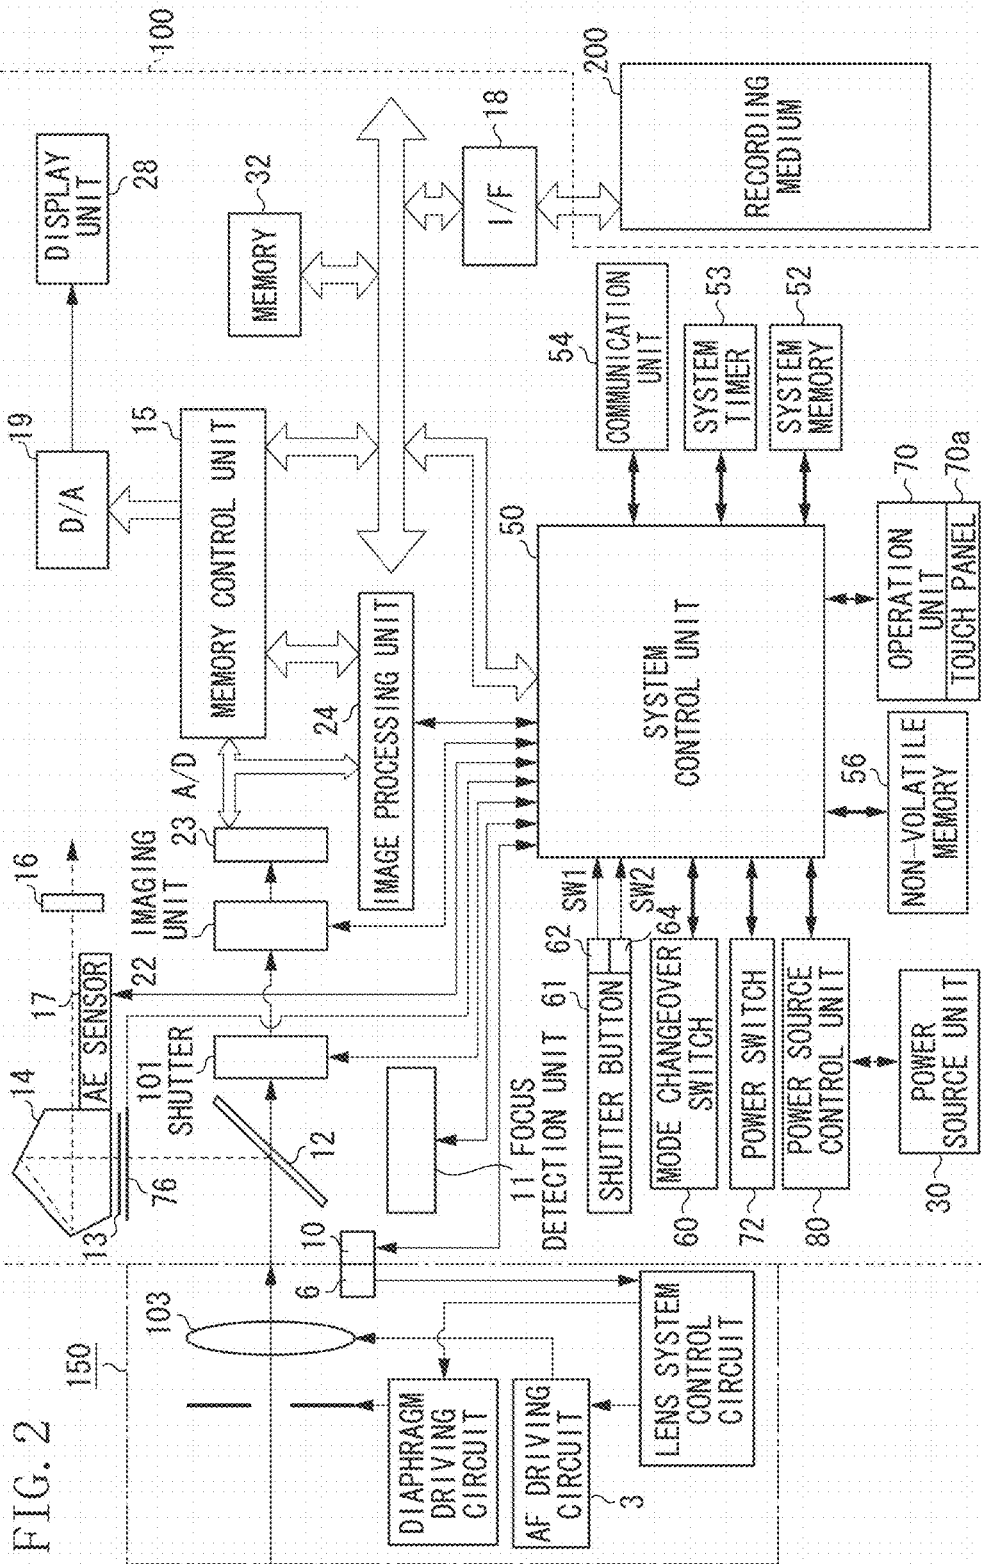 FIG. 2
150
103
DIAPHRAGM
DRIVING
CIRCUIT
AF DRIVING
CIRCUIT
3
LENS SYSTEM
CONTROL
CIRCUIT
6
10
13
76
14
17
AE SENSOR
16
12
101
SHUTTER
22
IMAGING
UNIT
23
A/D
11 FOCUS
DETECTION UNIT
15
MEMORY CONTROL UNIT
24
IMAGE PROCESSING UNIT
19
D/A
DISPLAY
UNIT
28
32
MEMORY
100
18
I/F
200
RECORDING
MEDIUM
61
62
SHUTTER BUTTON
64
SW1
SW2
60
MODE CHANGEOVER
SWITCH
72
POWER SWITCH
80
POWER SOURCE
CONTROL UNIT
30
POWER
SOURCE UNIT
50
SYSTEM
CONTROL UNIT
56
NON-VOLATILE
MEMORY
70
OPERATION
UNIT
70a
TOUCH PANEL
54
COMMUNICATION
UNIT
53
SYSTEM
TIMER
52
SYSTEM
MEMORY